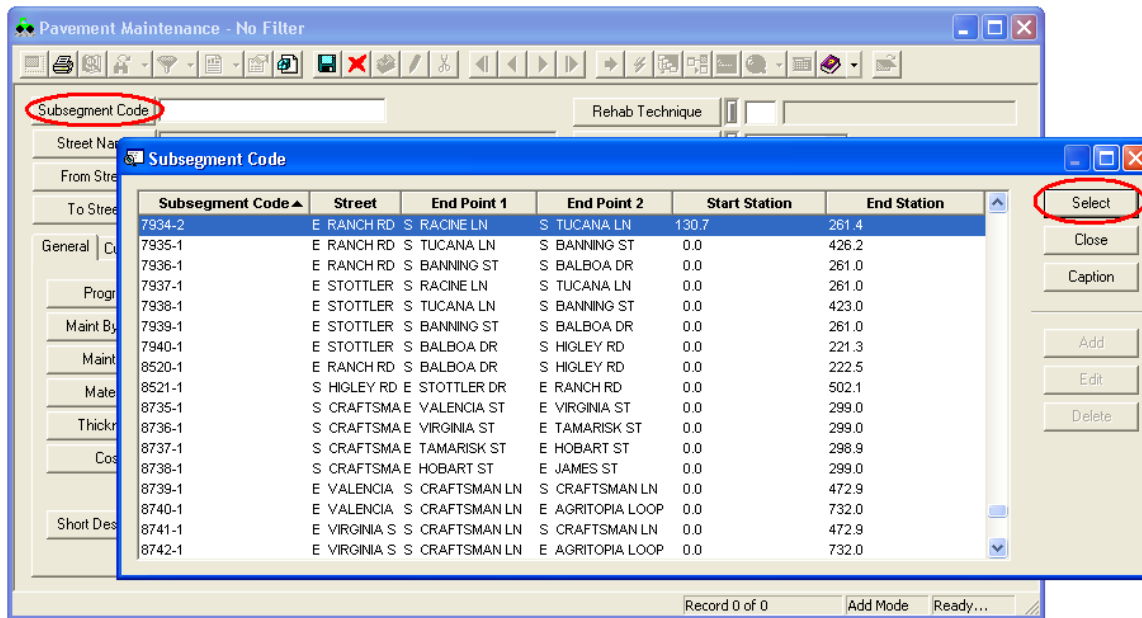 Pavement Maintenance - No Filter
Subsegment Code Rehab Technique
Street
From
To
Subsegment Code
Subsegment Code Street End Point 1 End Point 2 Start Station End Station
7934-2 E RANCH RD S RACINE LN S TUCANA LN 130.7 261.4
7935-1 E RANCH RD S TUCANA LN S BANNING ST 0.0 426.2
7936-1 E RANCH RD S BANNING ST S BALBOA DR 0.0 261.0
7937-1 E STOTTLER S RACINE LN S TUCANA LN 0.0 261.0
7938-1 E STOTTLER S TUCANA LN S BANNING ST 0.0 423.0
7939-1 E STOTTLER S BANNING ST S BALBOA DR 0.0 261.0
7940-1 E STOTTLER S BALBOA DR S HIGLEY RD 0.0 221.3
8520-1 E RANCH RD S BALBOA DR S HIGLEY RD 0.0 222.5
8521-1 S HIGLEY RD E STOTTLER DR E RANCH RD 0.0 502.1
8735-1 S CRAFTSMA E VALENCIA ST E VIRGINIA ST 0.0 299.0
8736-1 S CRAFTSMA E VIRGINIA ST E TAMARISK ST 0.0 299.0
8737-1 S CRAFTSMA E TAMARISK ST E HOBART ST 0.0 298.9
8738-1 S CRAFTSMA E HOBART ST E JAMES ST 0.0 299.0
8739-1 E VALENCIA S CRAFTSMAN LN S CRAFTSMAN LN 0.0 472.9
8740-1 E VALENCIA S CRAFTSMAN LN E AGRITOPIA LOOP 0.0 732.0
8741-1 E VIRGINIA S S CRAFTSMAN LN S CRAFTSMAN LN 0.0 472.9
8742-1 E VIRGINIA S S CRAFTSMAN LN E AGRITOPIA LOOP 0.0 732.0
Select
Close
Caption
Add
Edit
Delete
General
Maint By
Maint
Short Des
Record 0 of 0 Add Mode Ready...